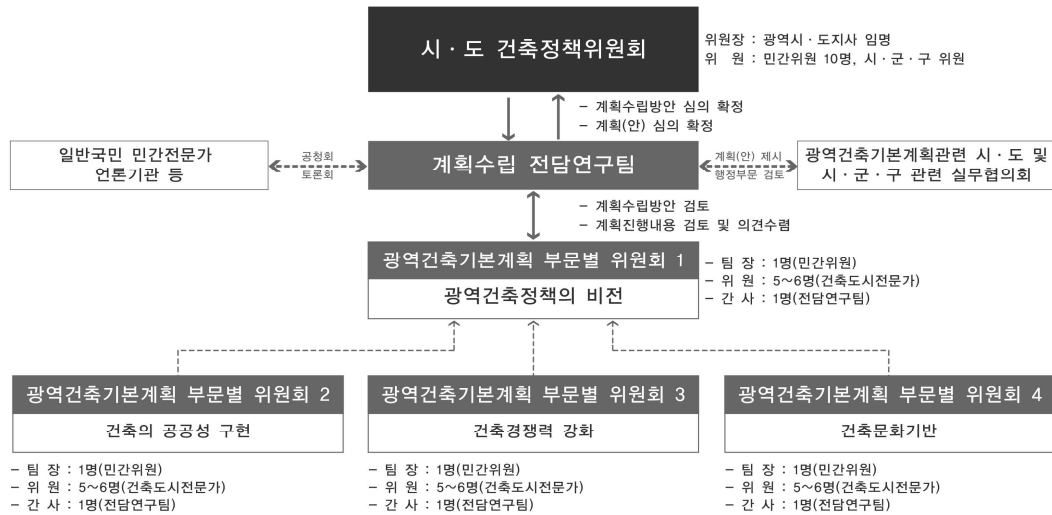 시·도 건축정책위원회
위원장 : 광역시·도지사 임명
위 원 : 민간위원 10명, 시·군·구 위원
- 계획수립방안 심의 확정
- 계획(안) 심의 확정
일반국민 민간전문가
언론기관 등
공청회
토론회
계획수립 전담연구팀
계획(안) 제시
행정부문 검토
광역건축기본계획관련 시·도 및
시·군·구 관련 실무협의회
- 계획수립방안 검토
- 계획진행내용 검토 및 의견수렴
광역건축기본계획 부문별 위원회 1
광역건축정책의 비전
- 팀 장 : 1명(민간위원)
- 위 원 : 5~6명(건축도시전문가)
- 간 사 : 1명(전담연구팀)
광역건축기본계획 부문별 위원회 2
건축의 공공성 구현
- 팀 장 : 1명(민간위원)
- 위 원 : 5~6명(건축도시전문가)
- 간 사 : 1명(전담연구팀)
광역건축기본계획 부문별 위원회 3
건축경쟁력 강화
- 팀 장 : 1명(민간위원)
- 위 원 : 5~6명(건축도시전문가)
- 간 사 : 1명(전담연구팀)
광역건축기본계획 부문별 위원회 4
건축문화기반
- 팀 장 : 1명(민간위원)
- 위 원 : 5~6명(건축도시전문가)
- 간 사 : 1명(전담연구팀)